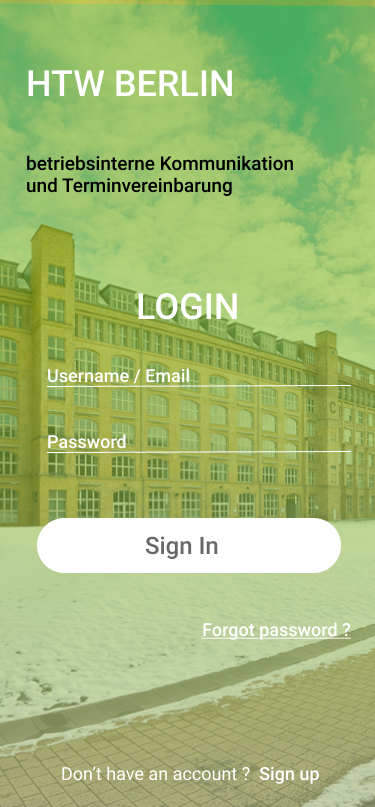 HTW BERLIN
betriebsinterne Kommunikation
und Terminvereinbarung
LOGIN
Username / Email
Password
Sign In
Forgot password ?
Don’t have an account ? Sign up